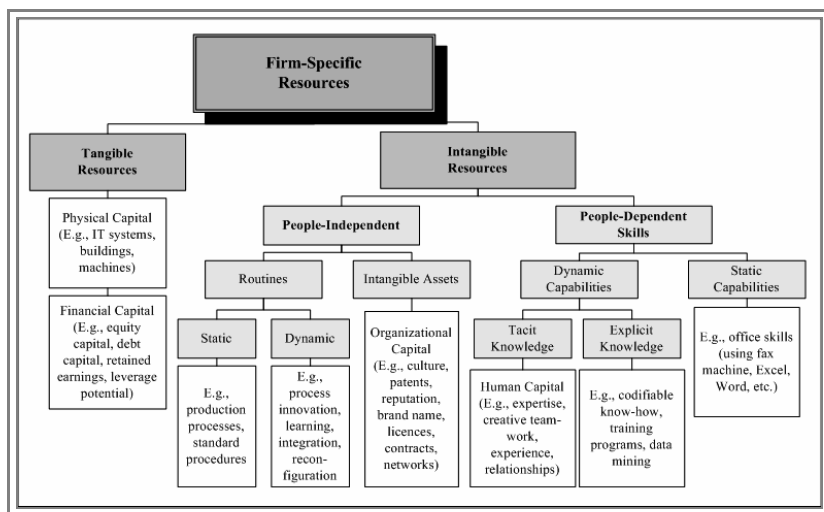 Firm-Specific
Resources
Tangible
Resources
Intangible
Resources
Physical Capital
(E.g., IT systems,
buildings,
machines)
Financial Capital
(E.g., equity
capital, debt
capital, retained
earnings, leverage
potential)
People-Independent
People-Dependent
Skills
Routines
Intangible Assets
Dynamic
Capabilities
Static
Capabilities
Static
Dynamic
Organizational
Capital
(E.g., culture,
patents,
reputation,
brand name,
licences,
contracts,
networks)
Tacit
Knowledge
Explicit
Knowledge
E.g., office skills
(using fax
machine, Excel,
Word, etc.)
E.g.,
production
processes,
standard
procedures
E.g.,
process
innovation,
learning,
integration,
recon-
figuration
Human Capital
(E.g., expertise,
creative team-
work,
experience,
relationships)
E.g., codifiable
know-how,
training
programs, data
mining